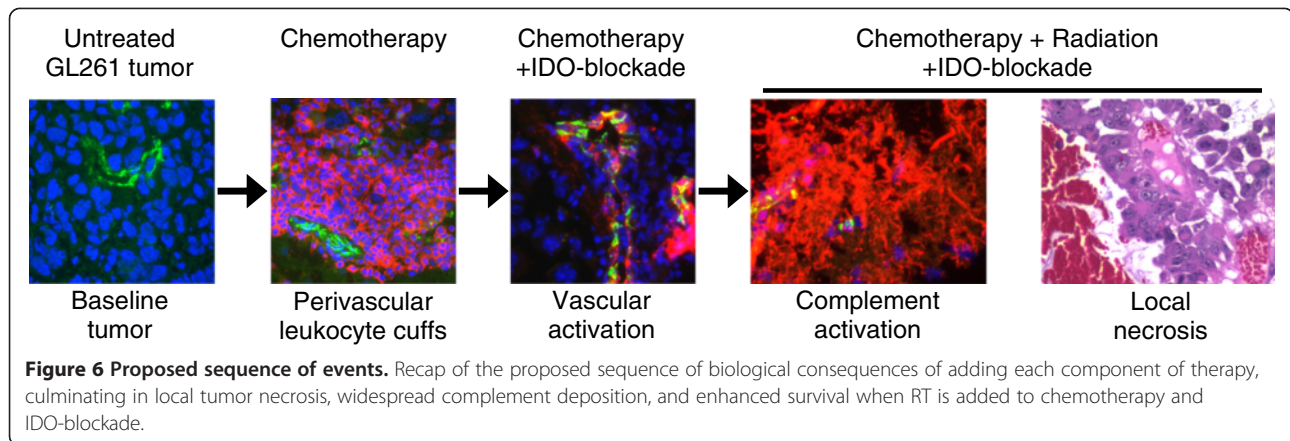 Untreated
GL261 tumor
Chemotherapy
Chemotherapy
+IDO-blockade
Chemotherapy + Radiation
+IDO-blockade
Baseline
tumor
Perivascular
leukocyte cuffs
Vascular
activation
Complement
activation
Local
necrosis
Figure 6 Proposed sequence of events. Recap of the proposed sequence of biological consequences of adding each component of therapy,
culminating in local tumor necrosis, widespread complement deposition, and enhanced survival when RT is added to chemotherapy and
IDO-blockade.